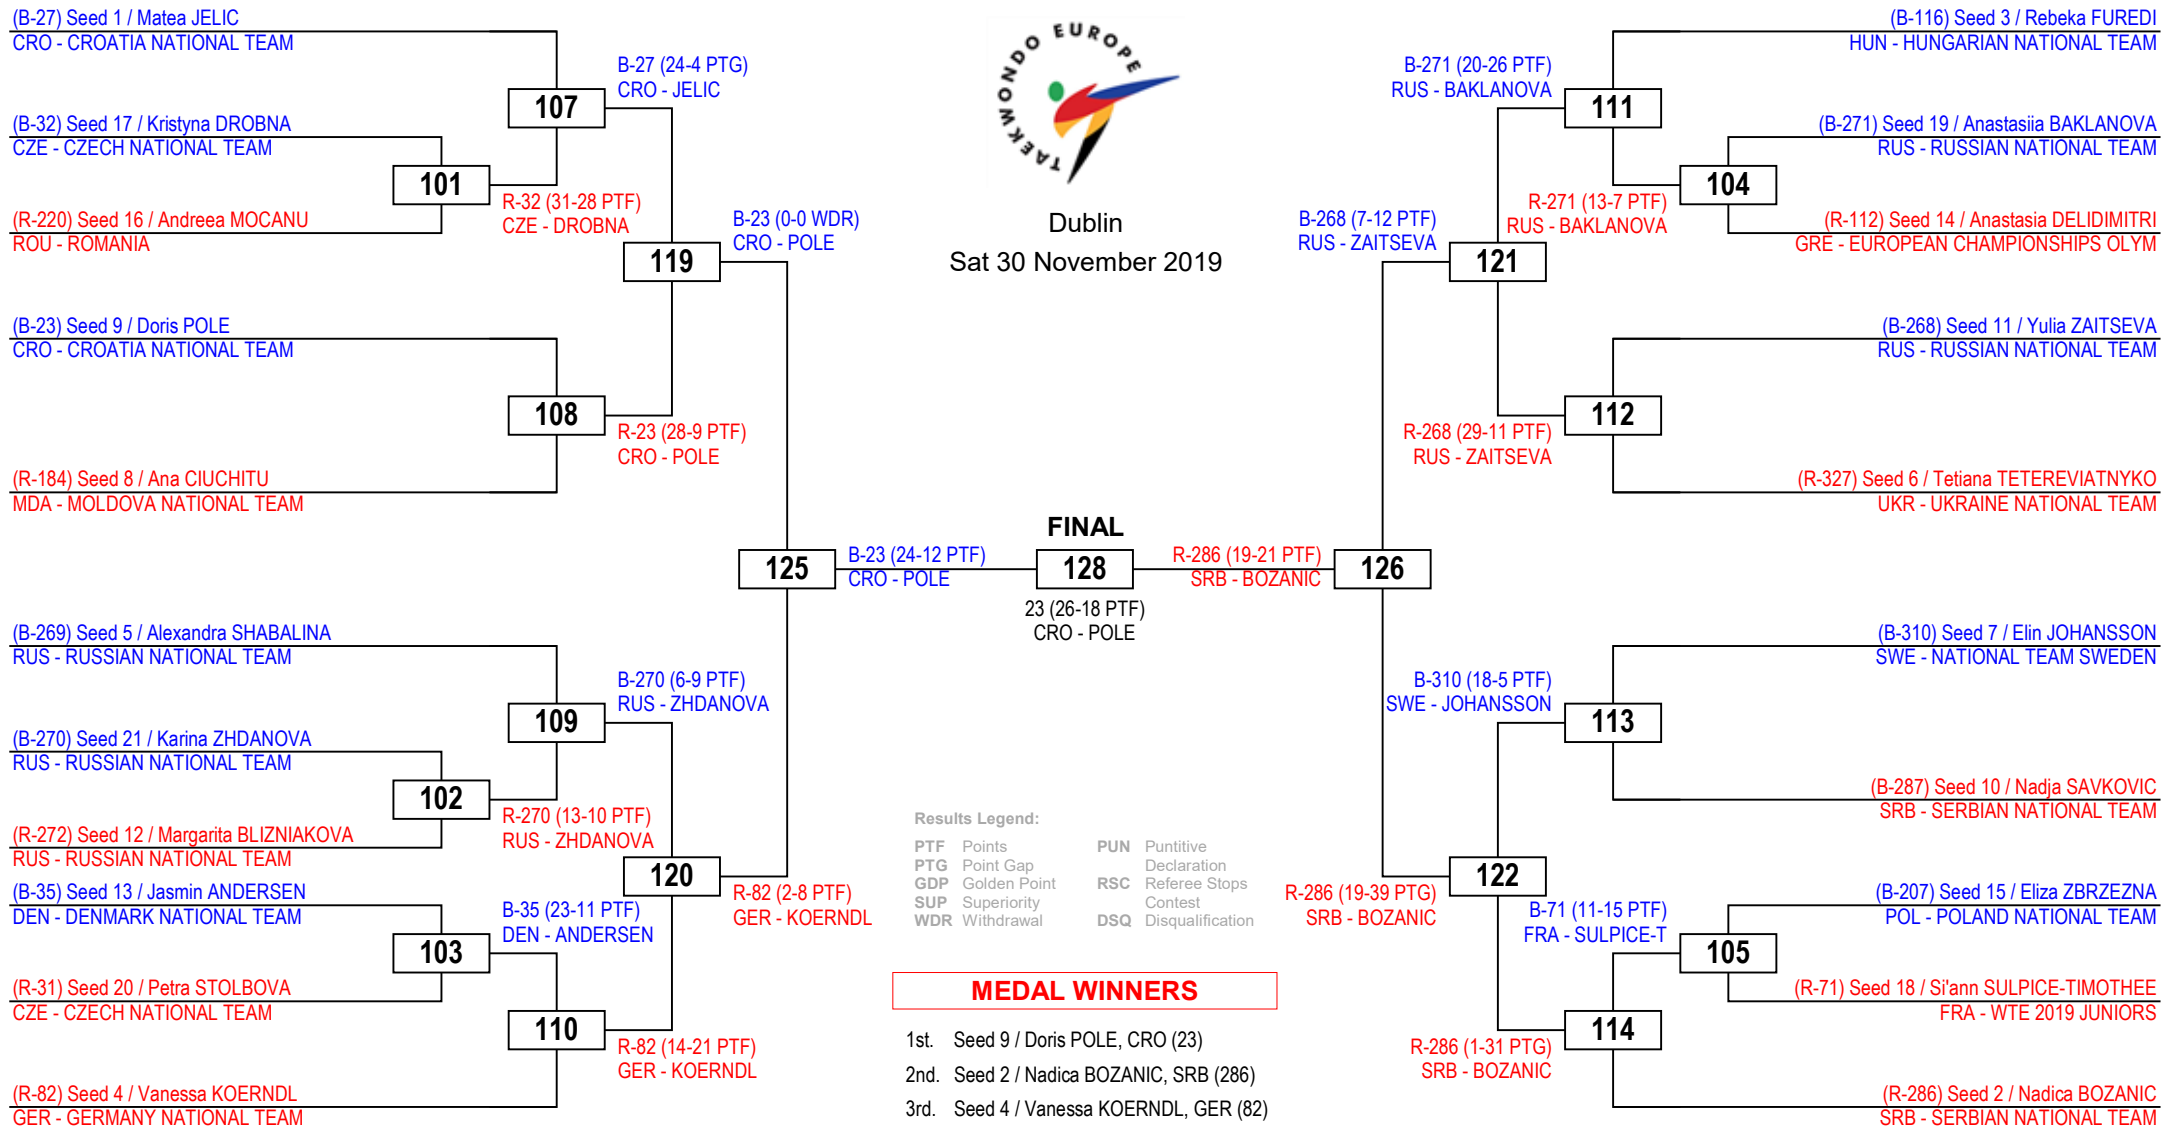 (B-27) Seed 1 / Matea JELIC
CRO - CROATIA NATIONAL TEAM
B-27 (24-4 PTG)
CRO - JELIC
107
(B-32) Seed 17 / Kristyna DROBNA
CZE - CZECH NATIONAL TEAM
101
R-32 (31-28 PTF)
CZE - DROBNA
(R-220) Seed 16 / Andreea MOCANU
ROU - ROMANIA
B-23 (0-0 WDR)
CRO - POLE
119
(B-23) Seed 9 / Doris POLE
CRO - CROATIA NATIONAL TEAM
108
R-23 (28-9 PTF)
CRO - POLE
(R-184) Seed 8 / Ana CIUCHITU
MDA - MOLDOVA NATIONAL TEAM
125
B-23 (24-12 PTF)
CRO - POLE
(B-269) Seed 5 / Alexandra SHABALINA
RUS - RUSSIAN NATIONAL TEAM
B-270 (6-9 PTF)
RUS - ZHDANOVA
109
(B-270) Seed 21 / Karina ZHDANOVA
RUS - RUSSIAN NATIONAL TEAM
102
R-270 (13-10 PTF)
RUS - ZHDANOVA
(R-272) Seed 12 / Margarita BLIZNIAKOVA
RUS - RUSSIAN NATIONAL TEAM
120
R-82 (2-8 PTF)
GER - KOERNDL
(B-35) Seed 13 / Jasmin ANDERSEN
DEN - DENMARK NATIONAL TEAM
B-35 (23-11 PTF)
DEN - ANDERSEN
103
(R-31) Seed 20 / Petra STOLBOVA
CZE - CZECH NATIONAL TEAM
110
R-82 (14-21 PTF)
GER - KOERNDL
(R-82) Seed 4 / Vanessa KOERNDL
GER - GERMANY NATIONAL TEAM
TAEKWONDO EUROPE
Dublin
Sat 30 November 2019
FINAL
128
23 (26-18 PTF)
CRO - POLE
Results Legend:
PTF Points
PTG Point Gap
GDP Golden Point
SUP Superiority
WDR Withdrawal
PUN Puntitive
Declaration
RSC Referee Stops
Contest
DSQ Disqualification
MEDAL WINNERS
1st. Seed 9 / Doris POLE, CRO (23)
2nd. Seed 2 / Nadica BOZANIC, SRB (286)
3rd. Seed 4 / Vanessa KOERNDL, GER (82)
(B-116) Seed 3 / Rebeka FUREDI
HUN - HUNGARIAN NATIONAL TEAM
B-271 (20-26 PTF)
RUS - BAKLANOVA
111
(B-271) Seed 19 / Anastasiia BAKLANOVA
RUS - RUSSIAN NATIONAL TEAM
104
R-271 (13-7 PTF)
RUS - BAKLANOVA
(R-112) Seed 14 / Anastasia DELIDIMITRI
GRE - EUROPEAN CHAMPIONSHIPS OLYM
B-268 (7-12 PTF)
RUS - ZAITSEVA
121
(B-268) Seed 11 / Yulia ZAITSEVA
RUS - RUSSIAN NATIONAL TEAM
112
R-268 (29-11 PTF)
RUS - ZAITSEVA
(R-327) Seed 6 / Tetiana TETEREVIATNYKO
UKR - UKRAINE NATIONAL TEAM
R-286 (19-21 PTF)
SRB - BOZANIC
126
(B-310) Seed 7 / Elin JOHANSSON
SWE - NATIONAL TEAM SWEDEN
B-310 (18-5 PTF)
SWE - JOHANSSON
113
(B-287) Seed 10 / Nadja SAVKOVIC
SRB - SERBIAN NATIONAL TEAM
122
R-286 (19-39 PTG)
SRB - BOZANIC
(B-207) Seed 15 / Eliza ZBRZEZNA
POL - POLAND NATIONAL TEAM
B-71 (11-15 PTF)
FRA - SULPICE-T
105
(R-71) Seed 18 / Si'ann SULPICE-TIMOTHEE
FRA - WTE 2019 JUNIORS
114
R-286 (1-31 PTG)
SRB - BOZANIC
(R-286) Seed 2 / Nadica BOZANIC
SRB - SERBIAN NATIONAL TEAM